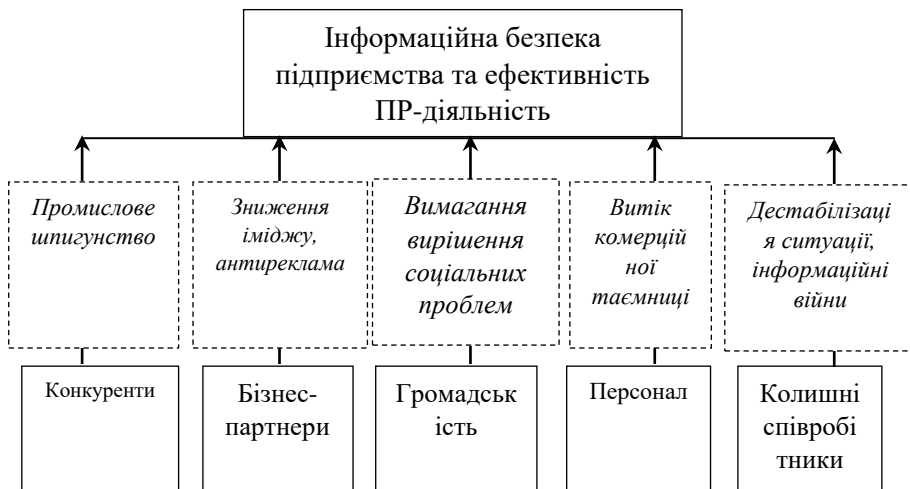 Інформаційна безпека
підприємства та ефективність
ПР-діяльність
Промислове
шпигунство
Зниження
іміджу,
антиреклама
Вимагання
вирішення
соціальних
проблем
Витік
комерцій
ної
таємниці
Дестабілізаці
я ситуації,
інформаційні
війни
Конкуренти
Бізнес-
партнери
Громадськ
ість
Персонал
Колишні
співробі
тники